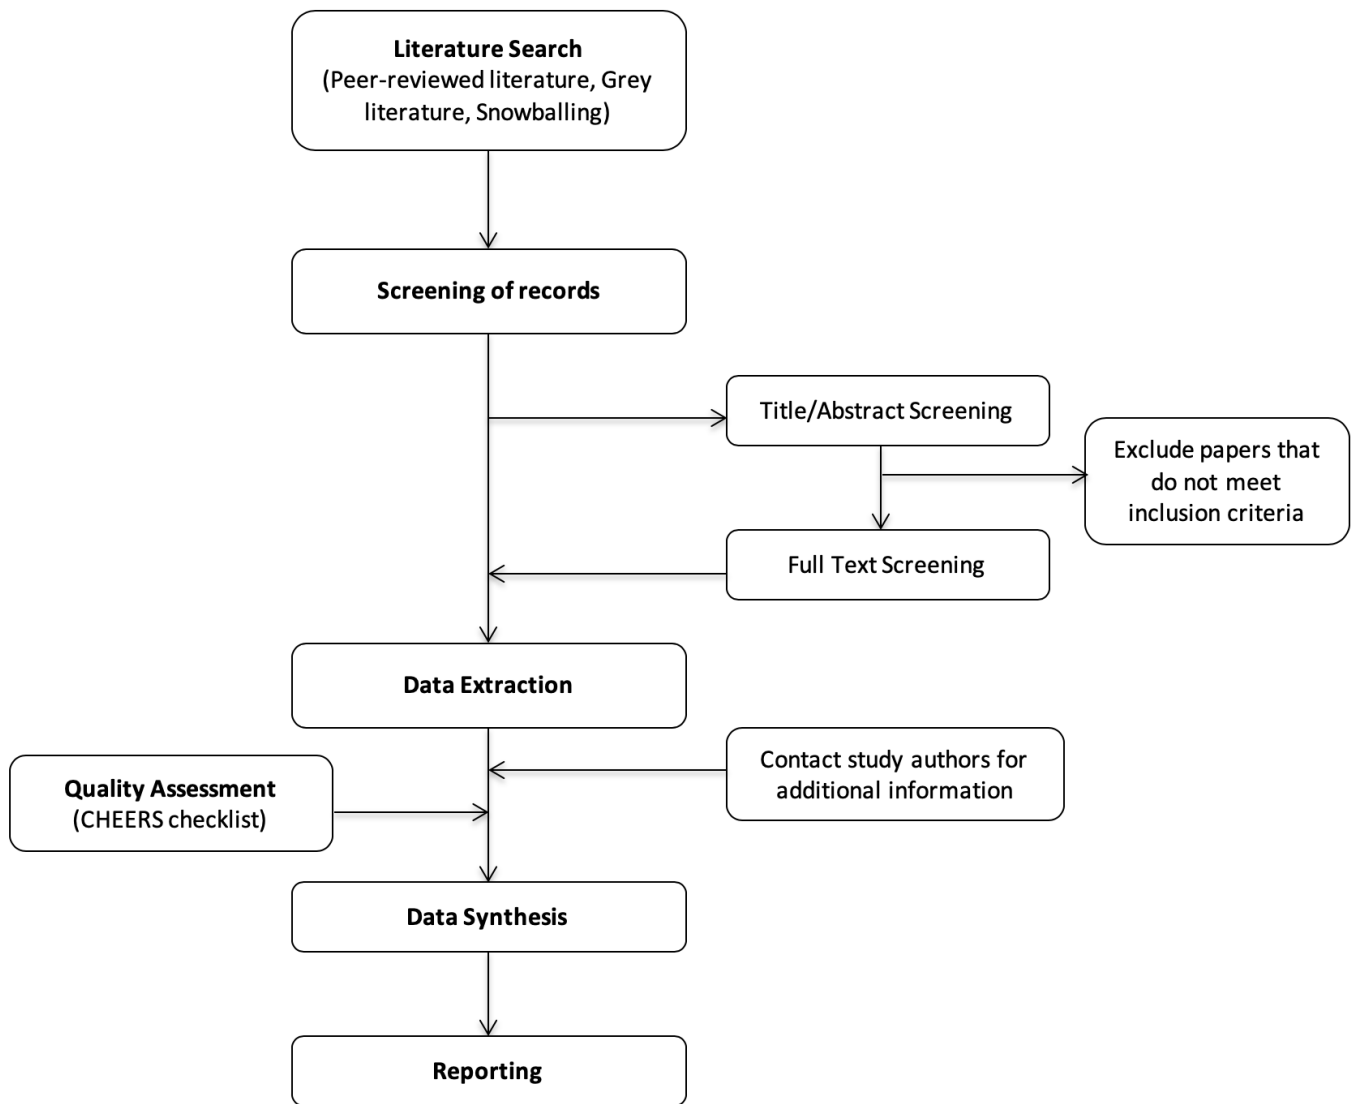 Literature Search
(Peer-reviewed literature, Grey
literature, Snowballing)
Screening of records
Title/Abstract Screening
Exclude papers that
do not meet
inclusion criteria
Full Text Screening
Data Extraction
Contact study authors for
additional information
Quality Assessment
(CHEERS checklist)
Data Synthesis
Reporting